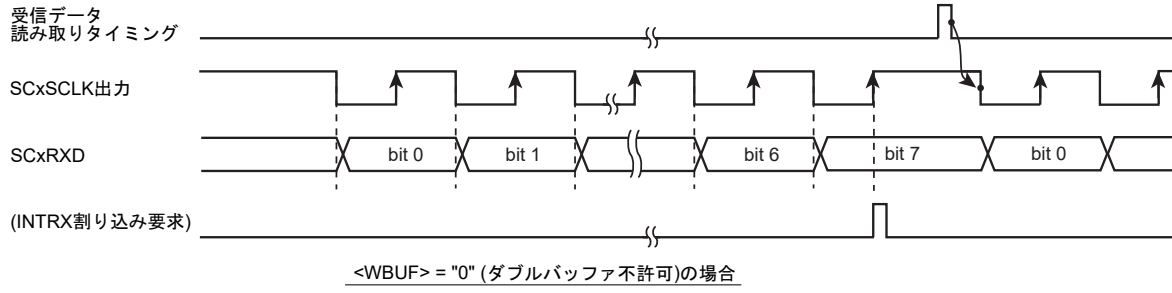 受信データ
読み取りタイミング
SCxSCLK出力
SCxRXD
bit 0
bit 1
bit 6
bit 7
bit 0
(INTRX割り込み要求)
<WBUF> = "0" (ダブルバッファ不許可)の場合